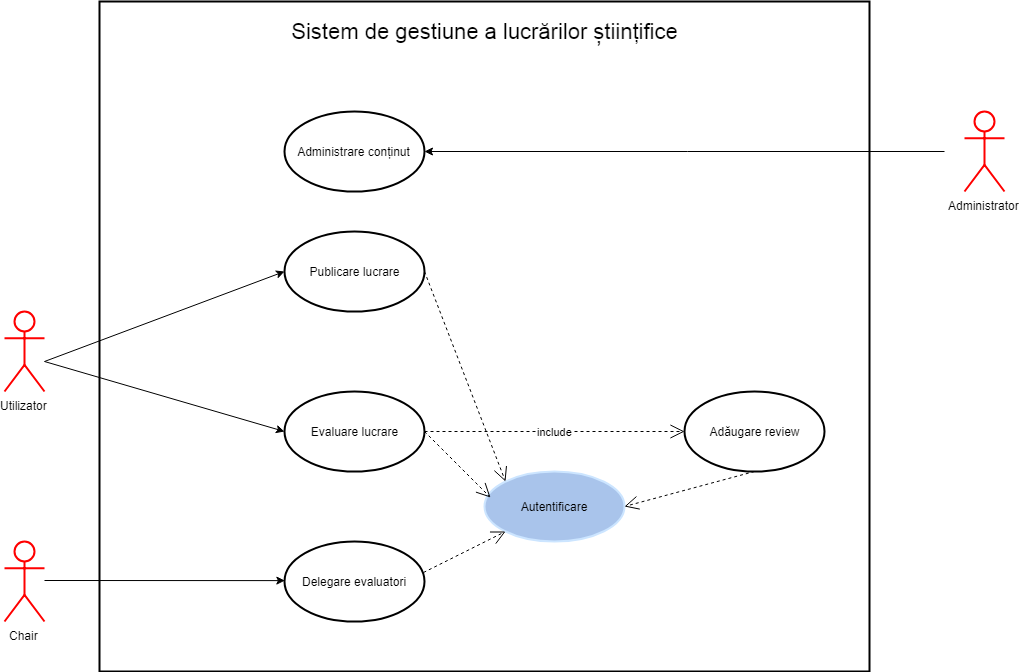 Sistem de gestiune a lucrărilor științifice
Administrare conținut
Administrator
Publicare lucrare
Utilizator
Evaluare lucrare
include
Adăugare review
Autentificare
Delegare evaluatori
Chair